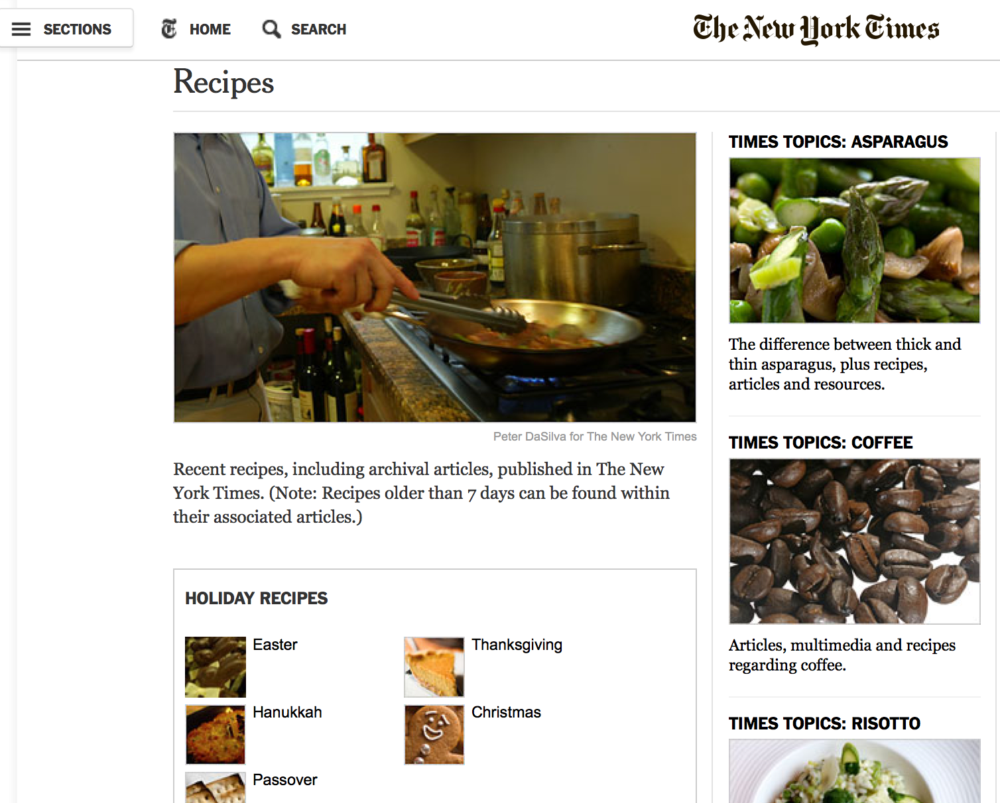 SECTIONS
HOME
SEARCH
The New York Times
Recipes
Peter DaSilva for The New York Times
Recent recipes, including archival articles, published in The New
York Times. (Note: Recipes older than 7 days can be found within
their associated articles.)
HOLIDAY RECIPES
Easter
Thanksgiving
Hanukkah
Christmas
Passover
TIMES TOPICS: ASPARAGUS
The difference between thick and
thin asparagus, plus recipes,
articles and resources.
TIMES TOPICS: COFFEE
Articles, multimedia and recipes
regarding coffee.
TIMES TOPICS: RISOTTO